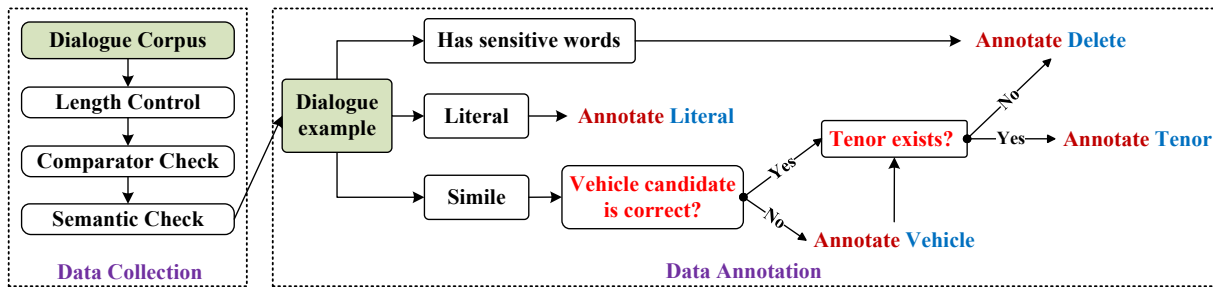 Dialogue Corpus
Length Control
Comparator Check
Semantic Check
Data Collection
Dialogue
example
Has sensitive words
Literal
Simile
Annotate Literal
Vehicle candidate
is correct?
Yes
No
Tenor exists?
Annotate Vehicle
No
Yes
Annotate Delete
Annotate Tenor
Data Annotation